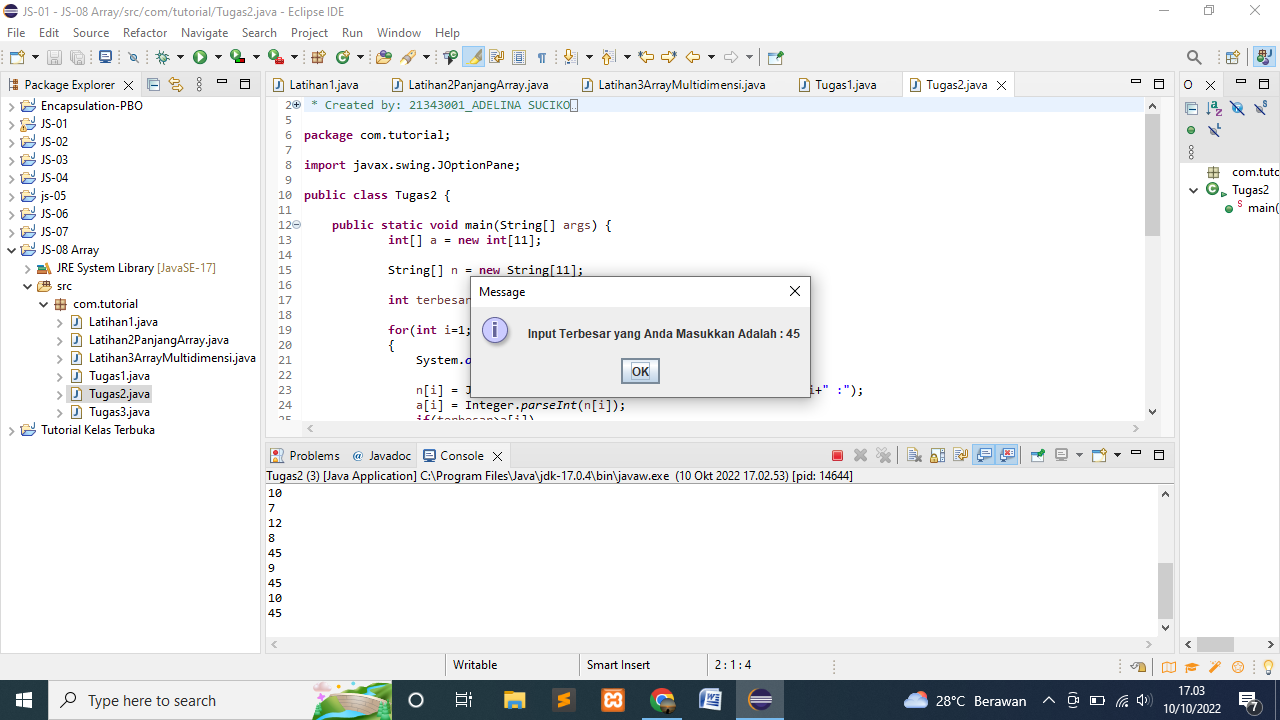 JS-01 - JS-08 Array/src/com/tutorial/Tugas2.java - Eclipse IDE
File Edit Source Refactor Navigate Search Project Run Window Help
Package Explorer
Encapsulation-PBO
JS-01
JS-02
JS-03
JS-04
js-05
JS-06
JS-07
JS-08 Array
JRE System Library [JavaSE-17]
src
com.tutorial
Latihan1.java
Latihan2PanjangArray.java
Latihan3ArrayMultidimensi.java
Tugas1.java
Tugas2.java
Tugas3.java
Tutorial Kelas Terbuka
Latihan1.java Latihan2PanjangArray.java Latihan3ArrayMultidimensi.java Tugas1.java Tugas2.java
2 * Created by: 21343001_ADELINA SUCIKO
5
6 package com.tutorial;
7
8 import javax.swing.JOptionPane;
9
10 public class Tugas2 {
11
12 public static void main(String[] args) {
13 int[] a = new int[11];
14
15 String[] n = new String[11];
16
17 int terbesar
18
19 for(int i=1;
20 {
21 System.o
22
23 n[i] = J i+" :");
24 a[i] = Integer.parseInt(n[i]);
25 if(terbesar>a[i])
Message
Input Terbesar yang Anda Masukkan Adalah : 45
OK
O
com.tuto
Tugas2
main(
Problems Javadoc Console
Tugas2 (3) [Java Application] C:\Program Files\Java\jdk-17.0.4\bin\javaw.exe (10 Okt 2022 17.02.53) [pid: 14644]
10
7
12
8
45
9
45
10
45
Writable Smart Insert 2 : 1 : 4
Type here to search
28°C Berawan
17.03
10/10/2022
7